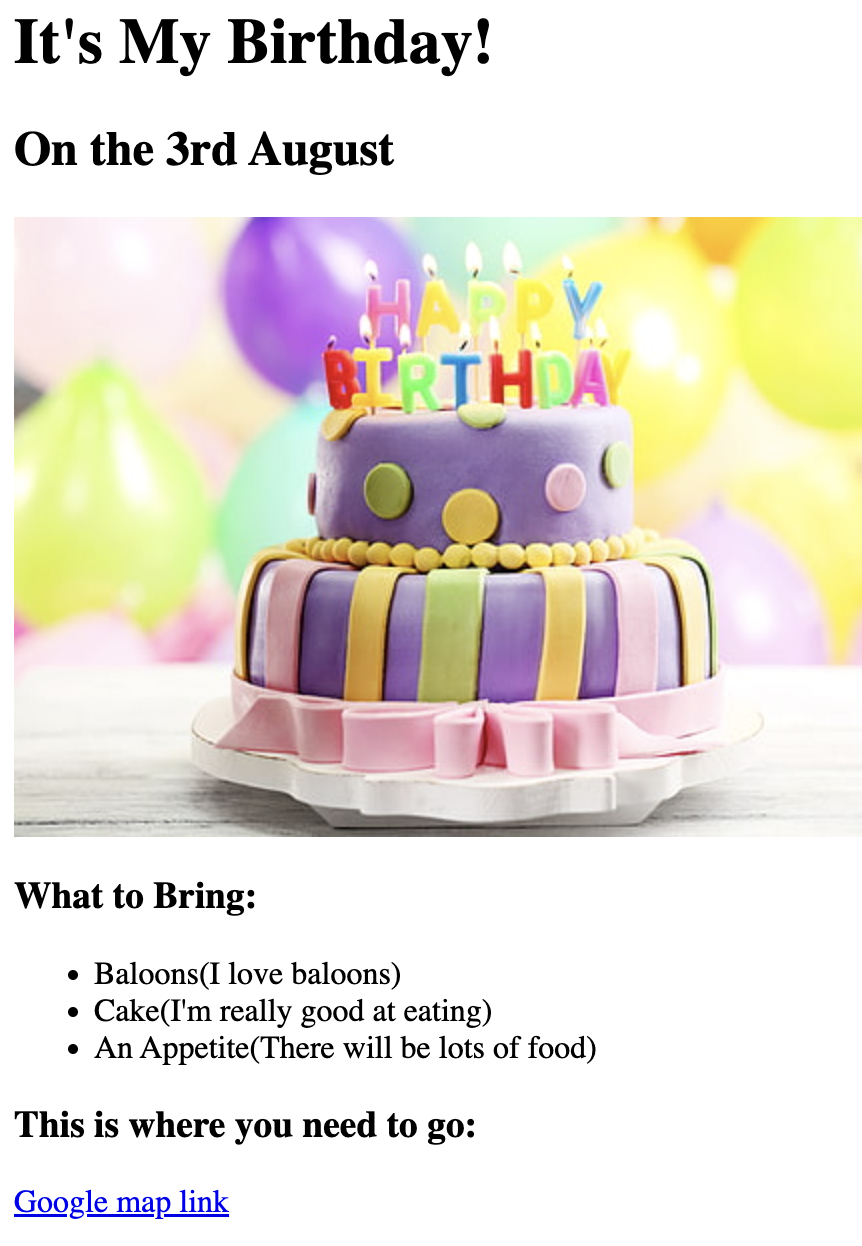 It's My Birthday!
On the 3rd August
HAPPY
BIRTHDAY
What to Bring:
Baloons(I love baloons)
Cake(I'm really good at eating)
An Appetite(There will be lots of food)
This is where you need to go:
Google map link